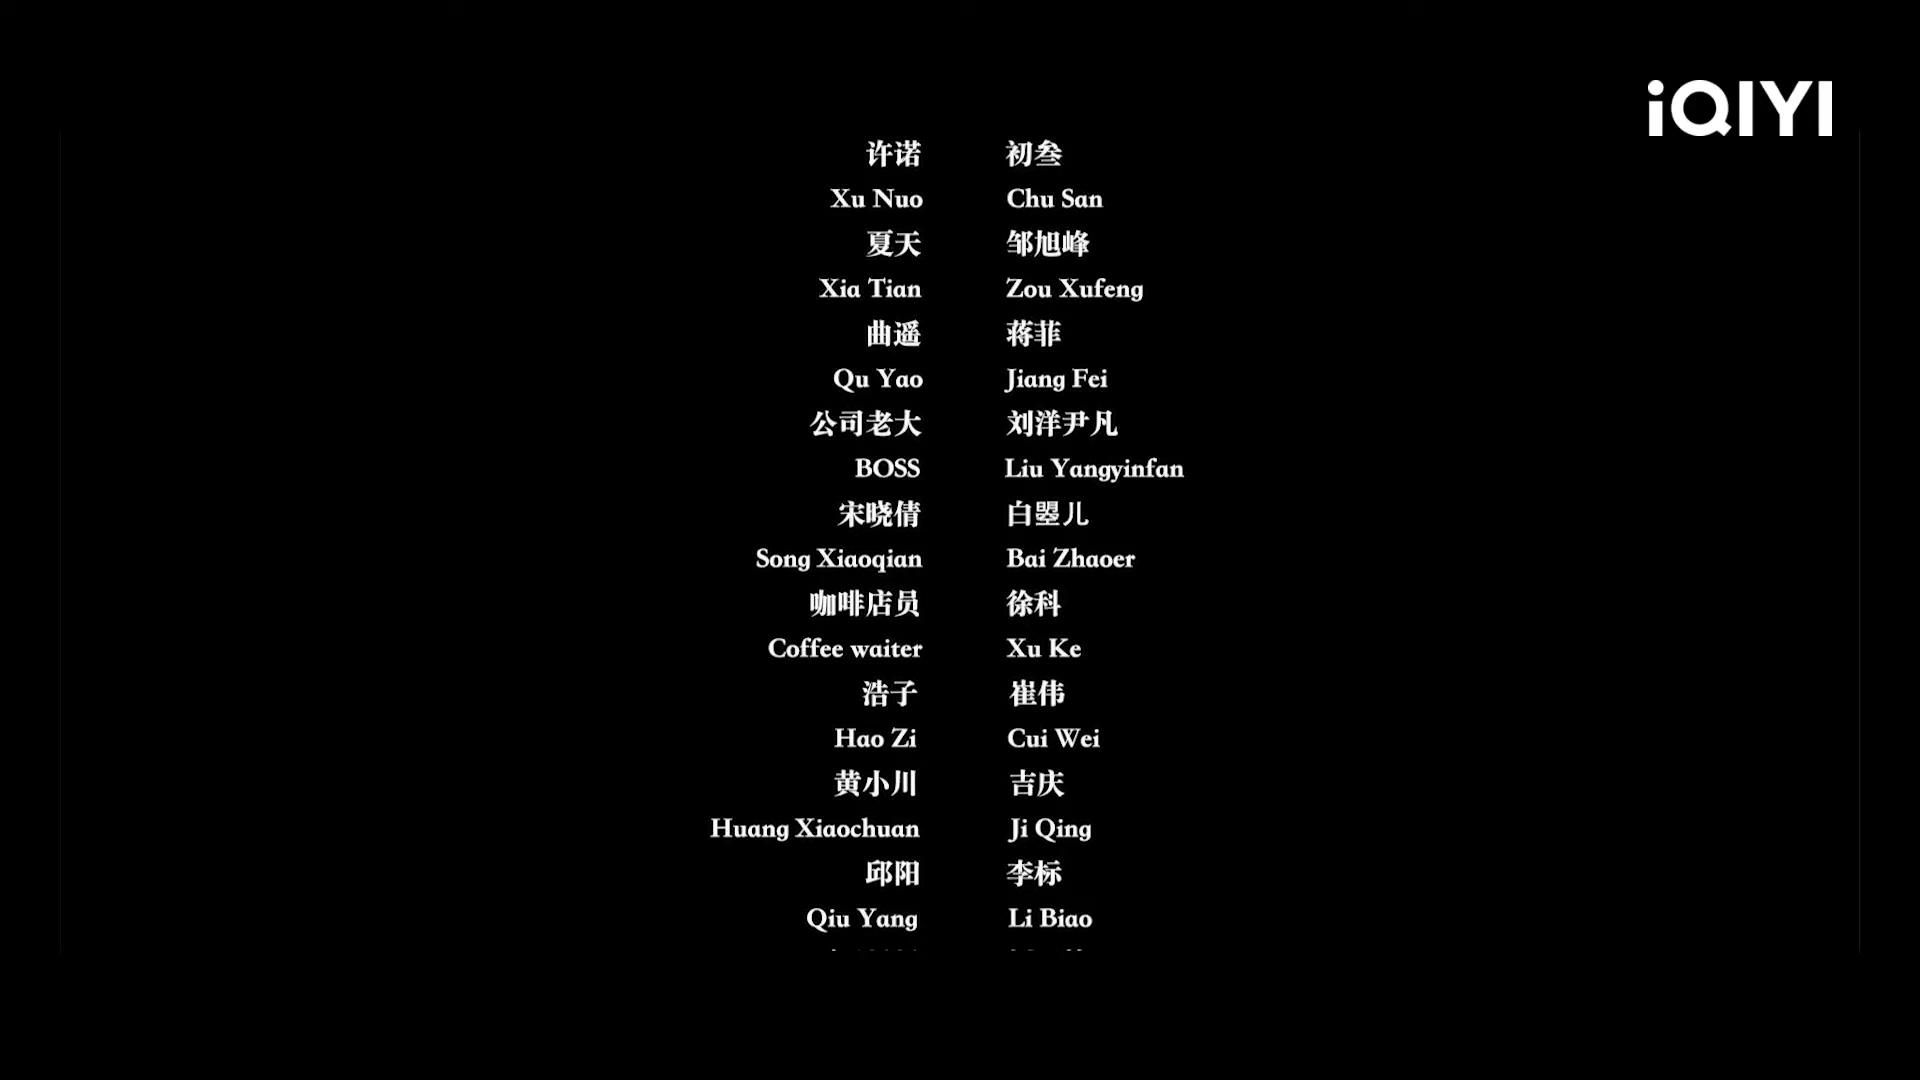 iQIYI
许诺 初叁
Xu Nuo Chu San
夏天 邹旭峰
Xia Tian Zou Xufeng
曲遥 蒋菲
Qu Yao Jiang Fei
公司老大 刘洋尹凡
BOSS Liu Yangyinfan
宋晓倩 白曌儿
Song Xiaoqian Bai Zhaoer
咖啡店员 徐科
Coffee waiter Xu Ke
浩子 崔伟
Hao Zi Cui Wei
黄小川 吉庆
Huang Xiaochuan Ji Qing
邱阳 李标
Qiu Yang Li Biao